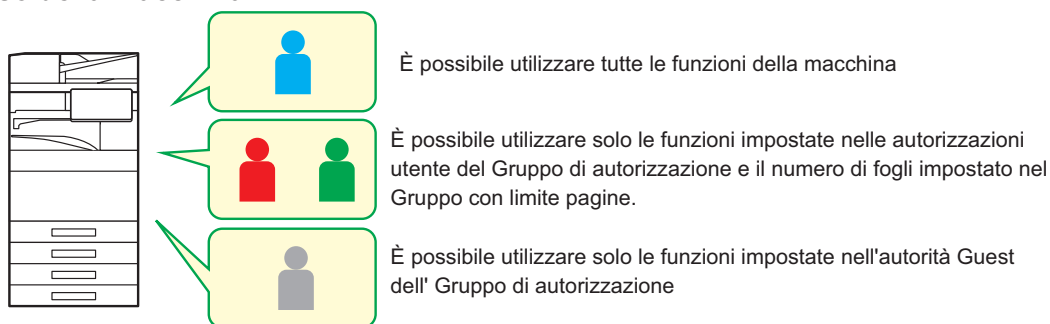 È possibile utilizzare tutte le funzioni della macchina
È possibile utilizzare solo le funzioni impostate nelle autorizzazioni
utente del Gruppo di autorizzazione e il numero di fogli impostato nel
Gruppo con limite pagine.
È possibile utilizzare solo le funzioni impostate nell'autorità Guest
dell' Gruppo di autorizzazione